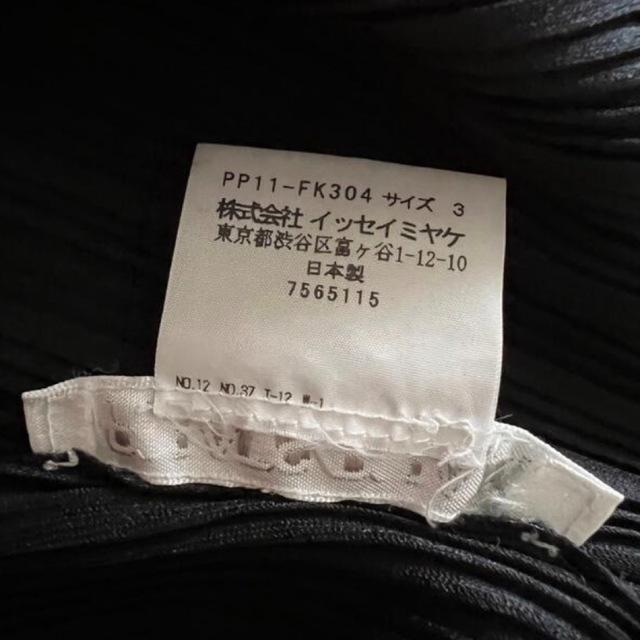 PP11-FK304 サイズ 3
株式会社 イッセイミヤケ
東京都渋谷区富ヶ谷1-12-10
日本製
7565115
NO.12 NO.37 T-12 W-1